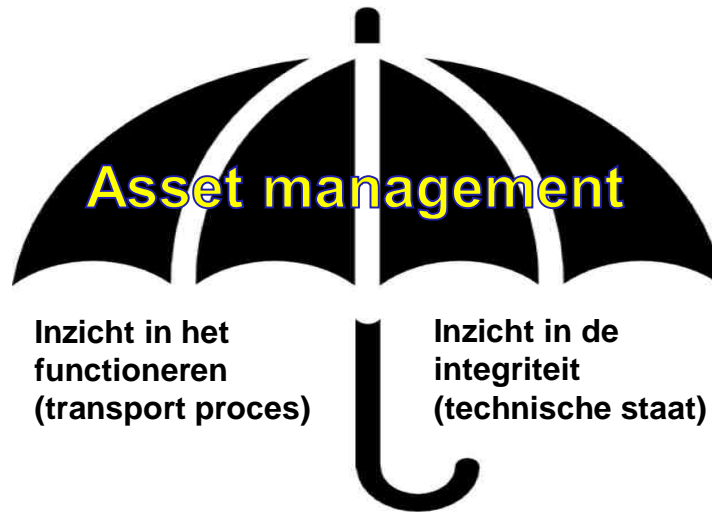 Asset management
Inzicht in het
functioneren
(transport proces)
Inzicht in de
integriteit
(technische staat)